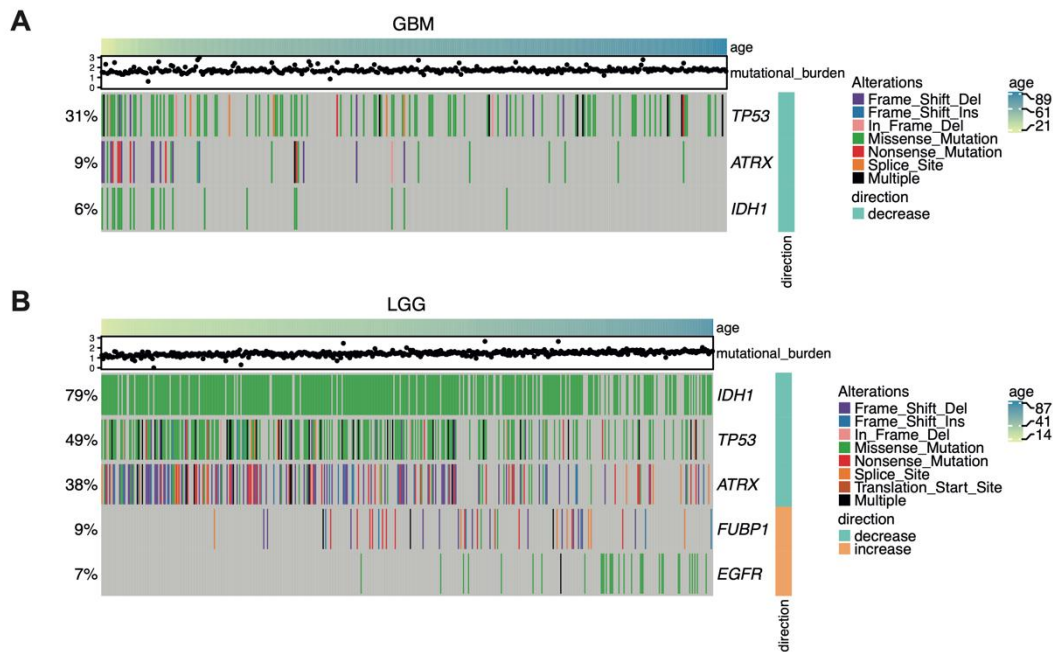 A
GBM
age
3
2
1
0
mutational_burden
31%
TP53
9%
ATRX
6%
IDH1
direction
Alterations
Frame_Shift_Del
Frame_Shift_Ins
In_Frame_Del
Missense_Mutation
Nonsense_Mutation
Splice_Site
Multiple
direction
decrease
age
89
61
21
B
LGG
age
3
2
1
0
mutational_burden
79%
IDH1
49%
TP53
38%
ATRX
9%
FUBP1
7%
EGFR
direction
Alterations
Frame_Shift_Del
Frame_Shift_Ins
In_Frame_Del
Missense_Mutation
Nonsense_Mutation
Splice_Site
Translation_Start_Site
Multiple
direction
decrease
increase
age
87
41
14